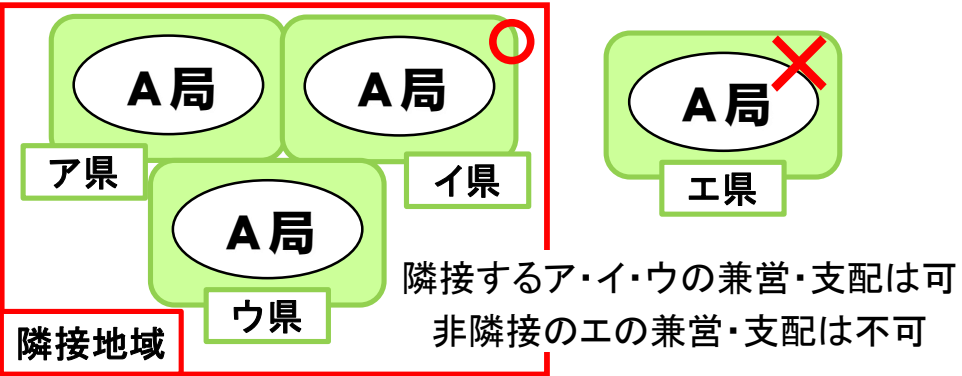 A局
A局
A局
ア県
イ県
A局
エ県
ウ県
隣接するア・イ・ウの兼営・支配は可
非隣接のエの兼営・支配は不可
隣接地域